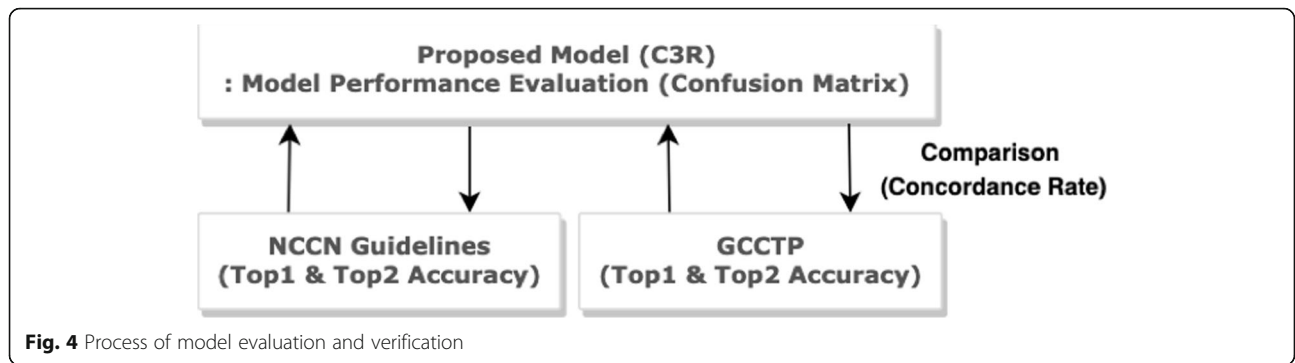 Proposed Model (C3R)
: Model Performance Evaluation (Confusion Matrix)
Comparison
(Concordance Rate)
NCCN Guidelines
(Top1 & Top2 Accuracy)
GCCTP
(Top1 & Top2 Accuracy)
Fig. 4 Process of model evaluation and verification